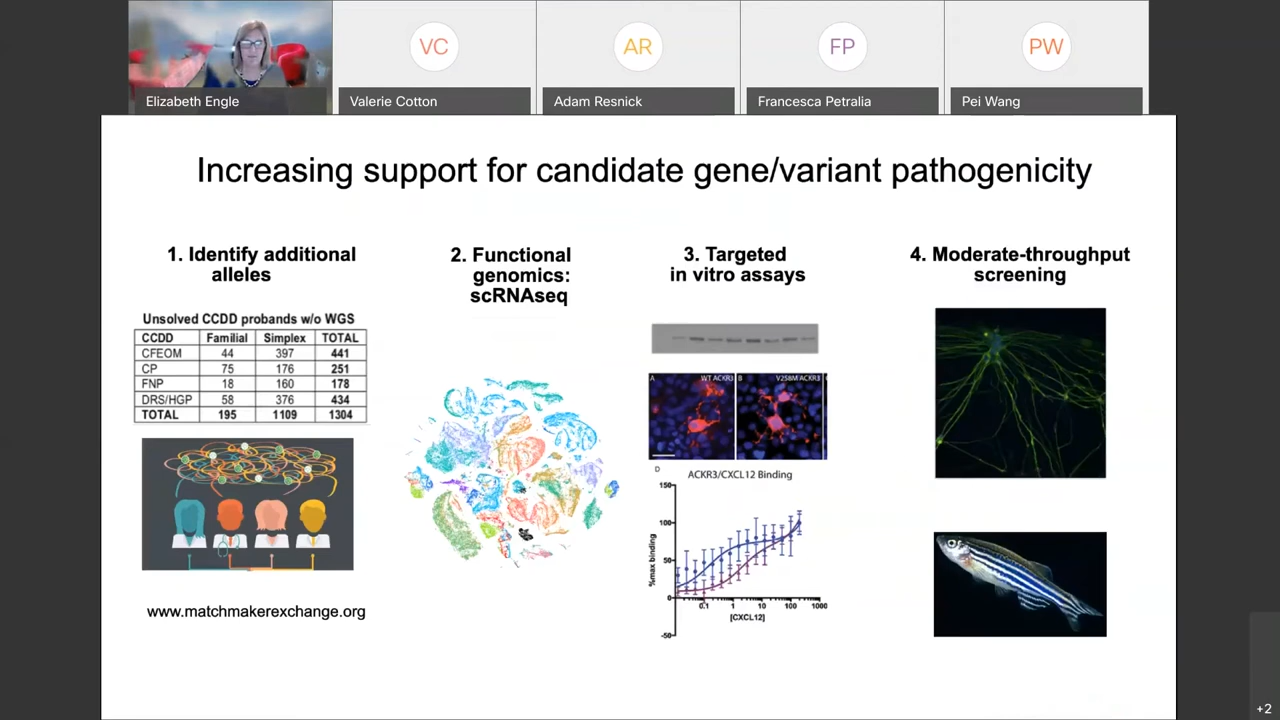 VC
AR
FP
PW
Elizabeth Engle
Valerie Cotton
Adam Resnick
Francesca Petralia
Pei Wang
Increasing support for candidate gene/variant pathogenicity
1. Identify additional
alleles
Unsolved CCDD probands w/o WGS
CCDD Familial Simplex TOTAL
CFEOM 44 397 441
CP 75 176 251
FNP 18 160 178
DRS/HGP 58 376 434
TOTAL 195 1109 1304
www.matchmakerexchange.org
2. Functional
genomics:
scRNAseq
3. Targeted
in vitro assays
A WT ACKR3
B V258M ACKR3
D
ACKR3/CXCL12 Binding
%max binding
150
100
50
0
-50
0.1 1 10 100 1000
[CXCL12]
4. Moderate-throughput
screening
+2